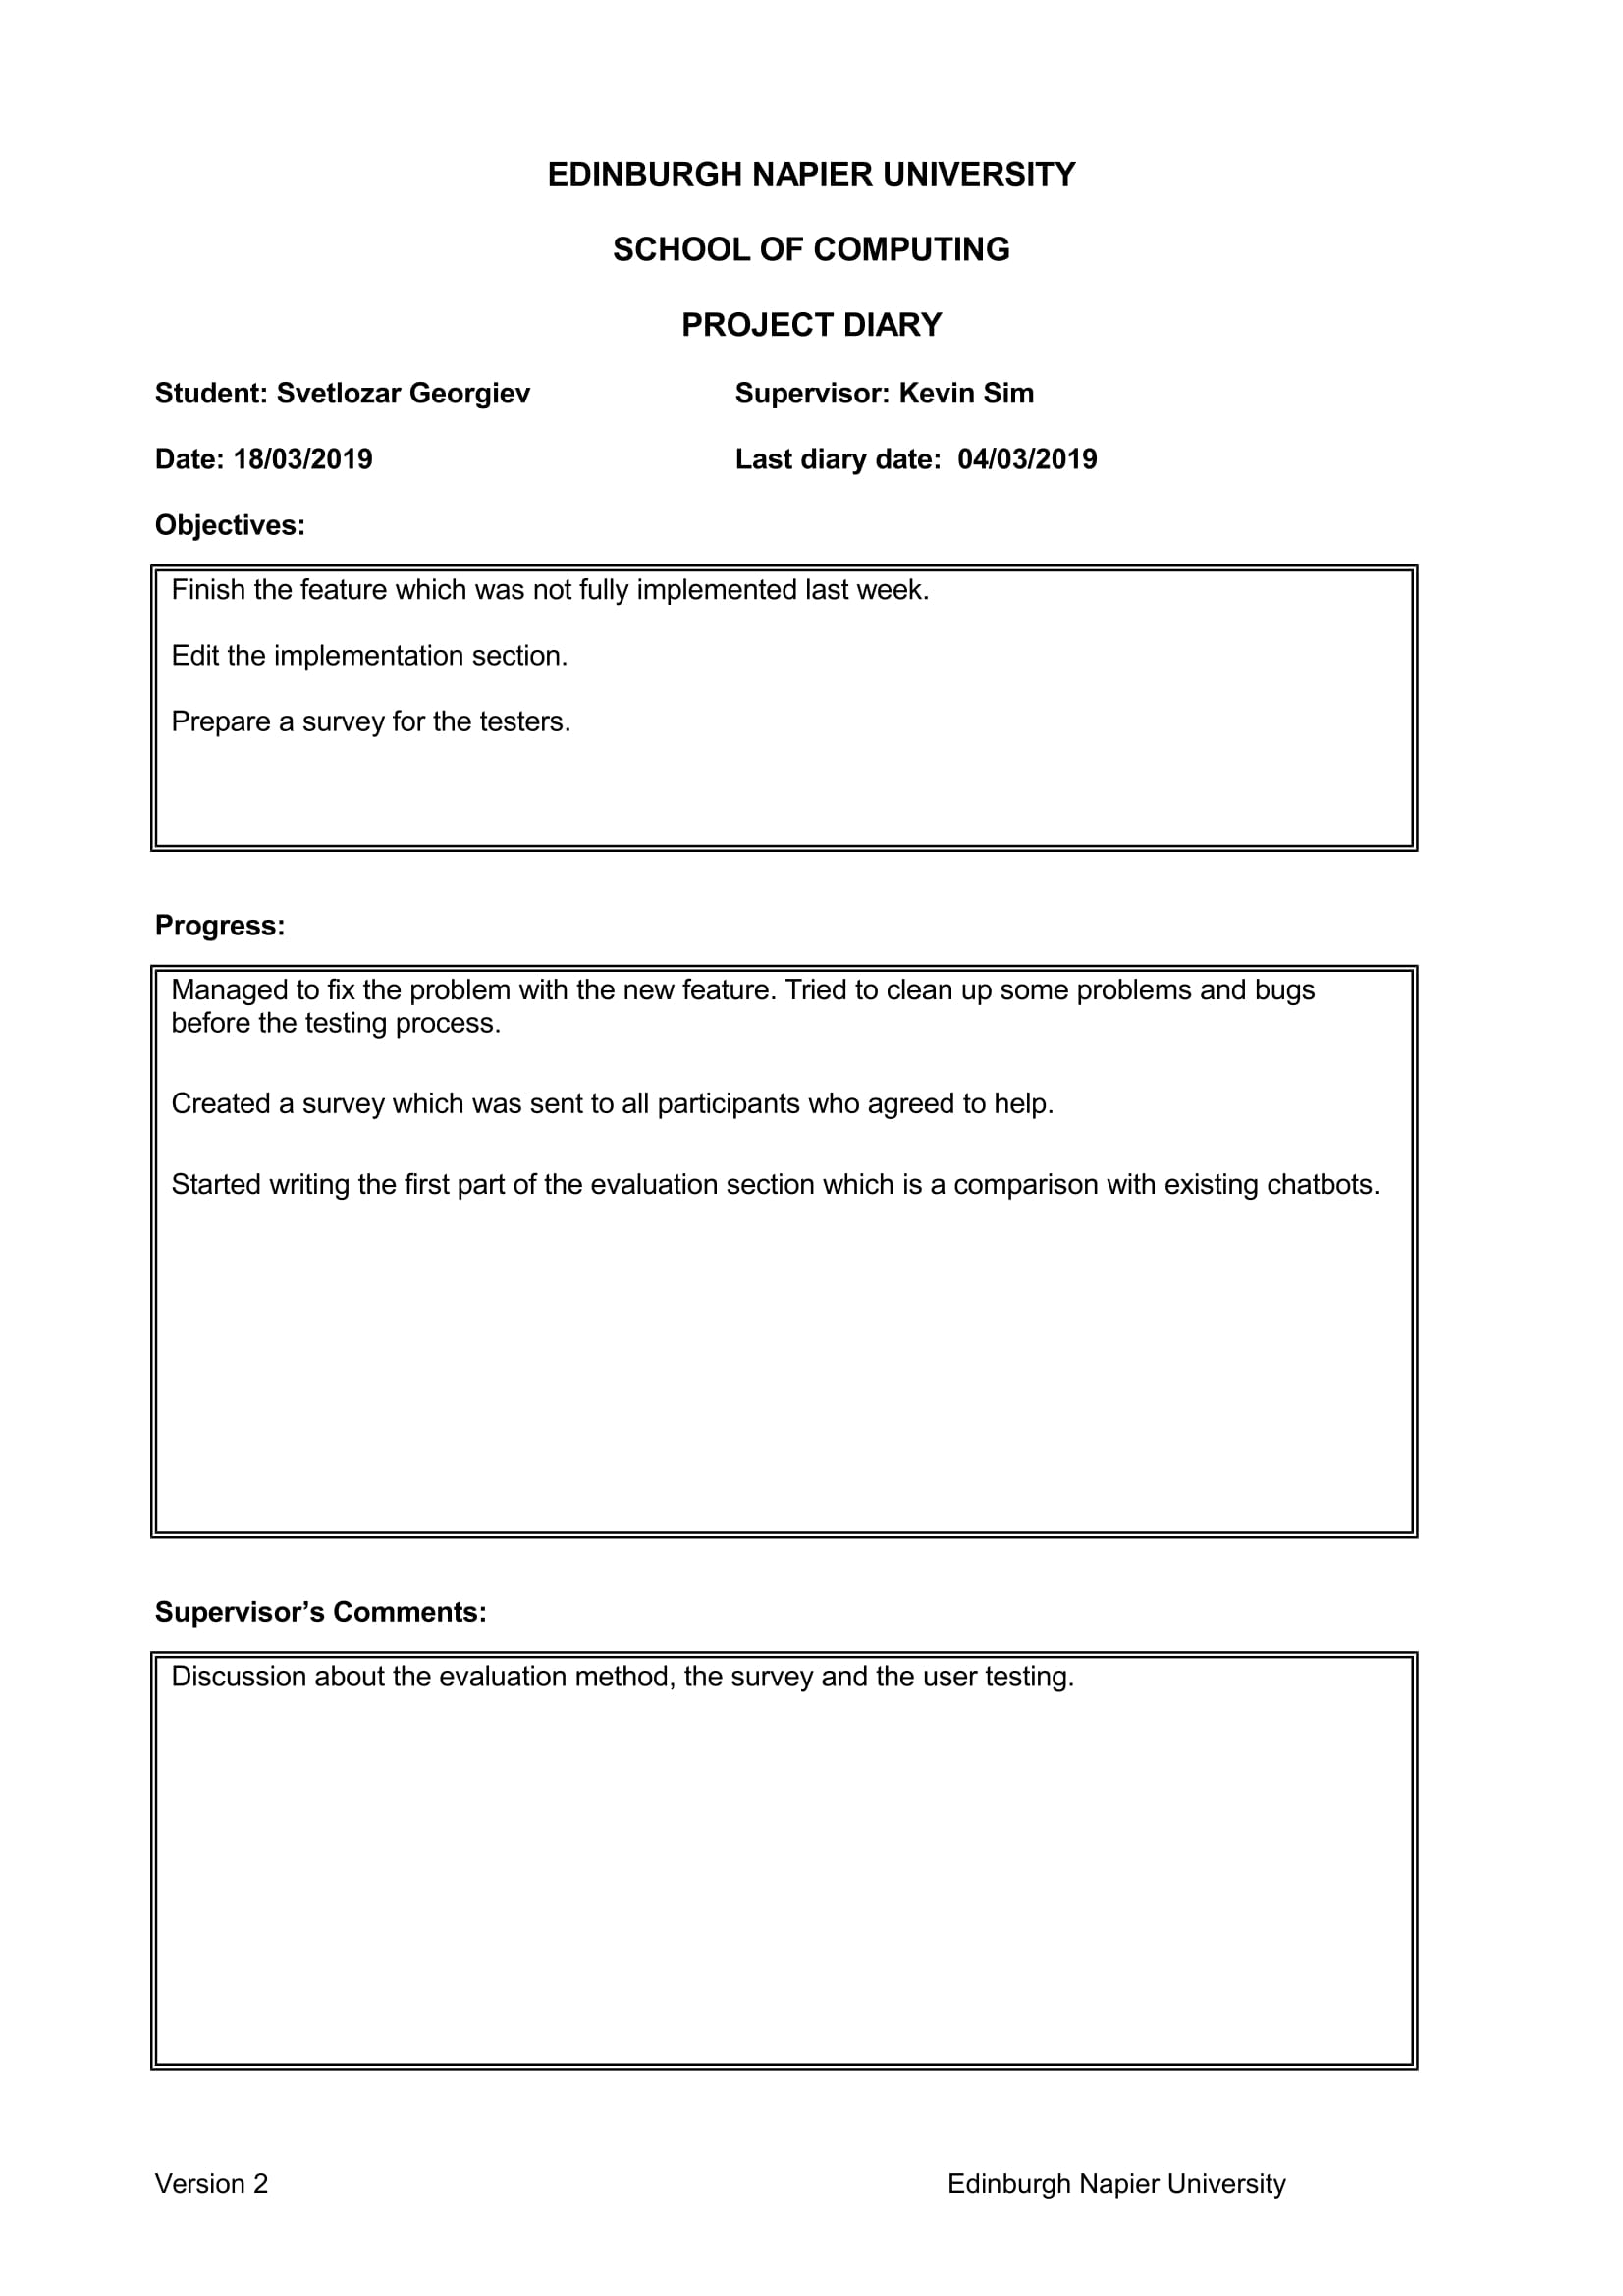 EDINBURGH NAPIER UNIVERSITY
SCHOOL OF COMPUTING
PROJECT DIARY
Student: Svetlozar Georgiev Supervisor: Kevin Sim
Date: 18/03/2019 Last diary date: 04/03/2019
Objectives:
Finish the feature which was not fully implemented last week.
Edit the implementation section.
Prepare a survey for the testers.
Progress:
Managed to fix the problem with the new feature. Tried to clean up some problems and bugs
before the testing process.
Created a survey which was sent to all participants who agreed to help.
Started writing the first part of the evaluation section which is a comparison with existing chatbots.
Supervisor’s Comments:
Discussion about the evaluation method, the survey and the user testing.
Version 2 Edinburgh Napier University